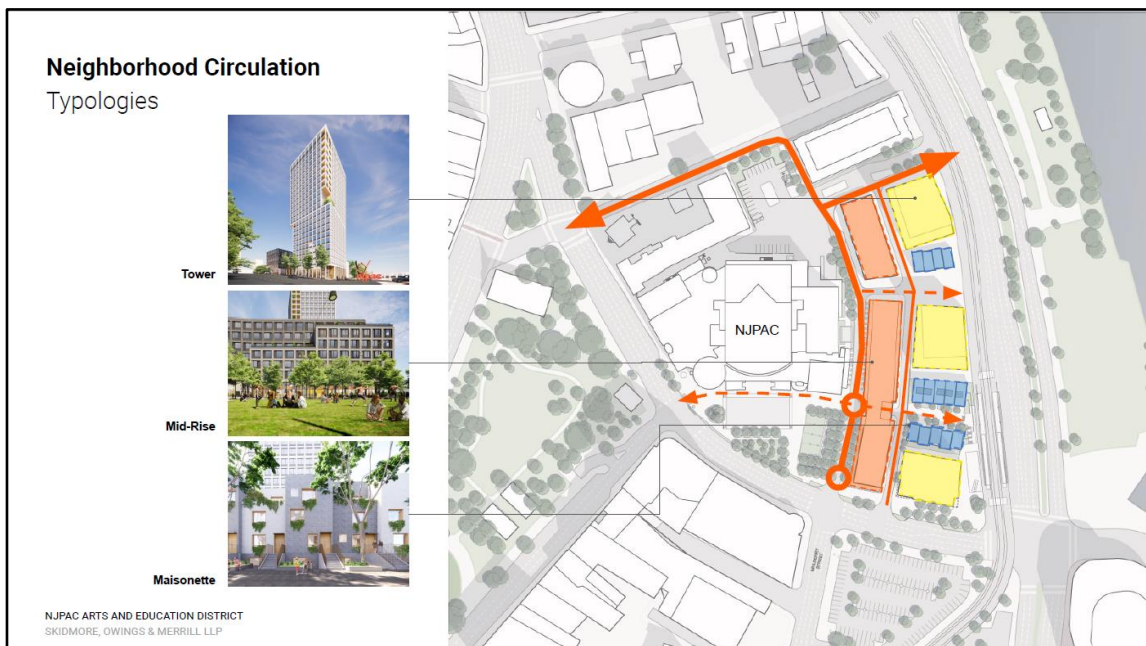 Neighborhood Circulation
Typologies
Tower
Mid-Rise
Maisonette
NJPAC
NJPAC ARTS AND EDUCATION DISTRICT
SKIDMORE, OWINGS & MERRILL LLP